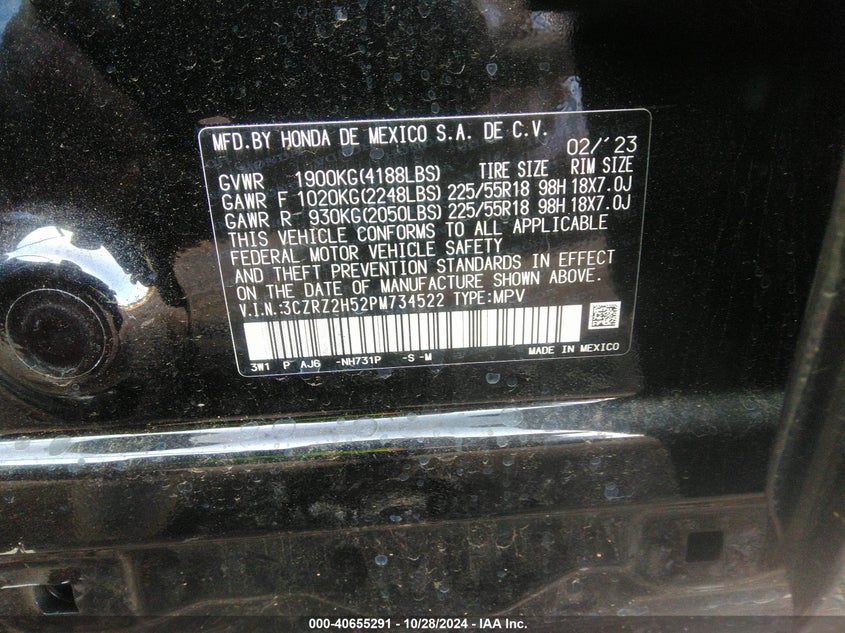 MFD.BY HONDA DE MEXICO S.A. DE C.V. 02/'23
GVWR 1900KG(4188LBS) TIRE SIZE RIM SIZE
GAWR F 1020KG(2248LBS) 225/55R18 98H 18X7.0J
GAWR R 930KG(2050LBS) 225/55R18 98H 18X7.0J
THIS VEHICLE CONFORMS TO ALL APPLICABLE
FEDERAL MOTOR VEHICLE SAFETY
AND THEFT PREVENTION STANDARDS IN EFFECT
ON THE DATE OF MANUFACTURE SHOWN ABOVE.
V.I.N.:3CZRZ2H52PM734522 TYPE:MPV
3W1 P AJ6 -NH731P -S -M MADE IN MEXICO
000-40655291 - 10/28/2024 - IAA Inc.